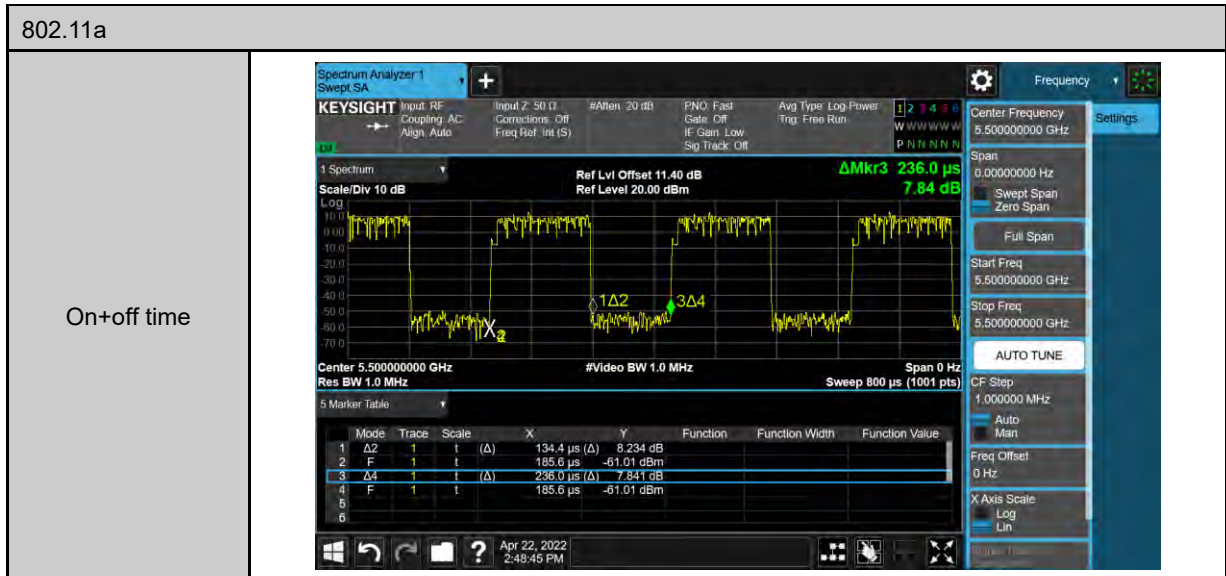 802.11a
On+off time
Spectrum Analyzer 1
Swept SA
+
Frequency
KEYSIGHT
Input: RF
Coupling: AC
Align: Auto
Input Z: 50 Ω
Corrections: Off
Freq Ref: Int (S)
#Atten: 20 dB
PNO: Fast
Gate: Off
IF Gain: Low
Sig Track: Off
Avg Type: Log-Power
Trig: Free Run
1 2 3 4 5 6
W W W W W W
P N N N N N
LXI
1 Spectrum
Scale/Div 10 dB
Ref Lvl Offset 11.40 dB
Ref Level 20.00 dBm
ΔMkr3 236.0 µs
7.84 dB
Log
10.0
0.00
-10.0
-20.0
-30.0
-40.0
-50.0
-60.0
-70.0
1Δ2
3Δ4
X
Center 5.500000000 GHz
Res BW 1.0 MHz
#Video BW 1.0 MHz
Span 0 Hz
Sweep 800 µs (1001 pts)
5 Marker Table
Mode Trace Scale X Y Function Function Width Function Value
1 Δ2 1 t (Δ) 134.4 µs (Δ) 8.234 dB
2 F 1 t 185.6 µs -61.01 dBm
3 Δ4 1 t (Δ) 236.0 µs (Δ) 7.841 dB
4 F 1 t 185.6 µs -61.01 dBm
5
6
?
Apr 22, 2022
2:48:45 PM
Center Frequency
5.500000000 GHz
Settings
Span
0.00000000 Hz
Swept Span
Zero Span
Full Span
Start Freq
5.500000000 GHz
Stop Freq
5.500000000 GHz
AUTO TUNE
CF Step
1.000000 MHz
Auto
Man
Freq Offset
0 Hz
X Axis Scale
Log
Lin